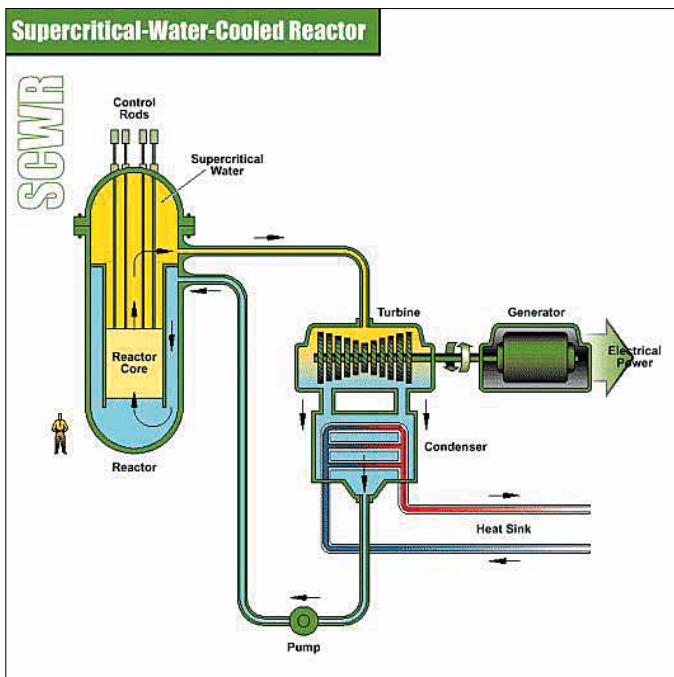 Supercritical-Water-Cooled Reactor
SCWR
Control
Rods
Supercritical
Water
Turbine
Generator
Reactor
Core
Electrical
Power
Condenser
Reactor
Heat Sink
Pump